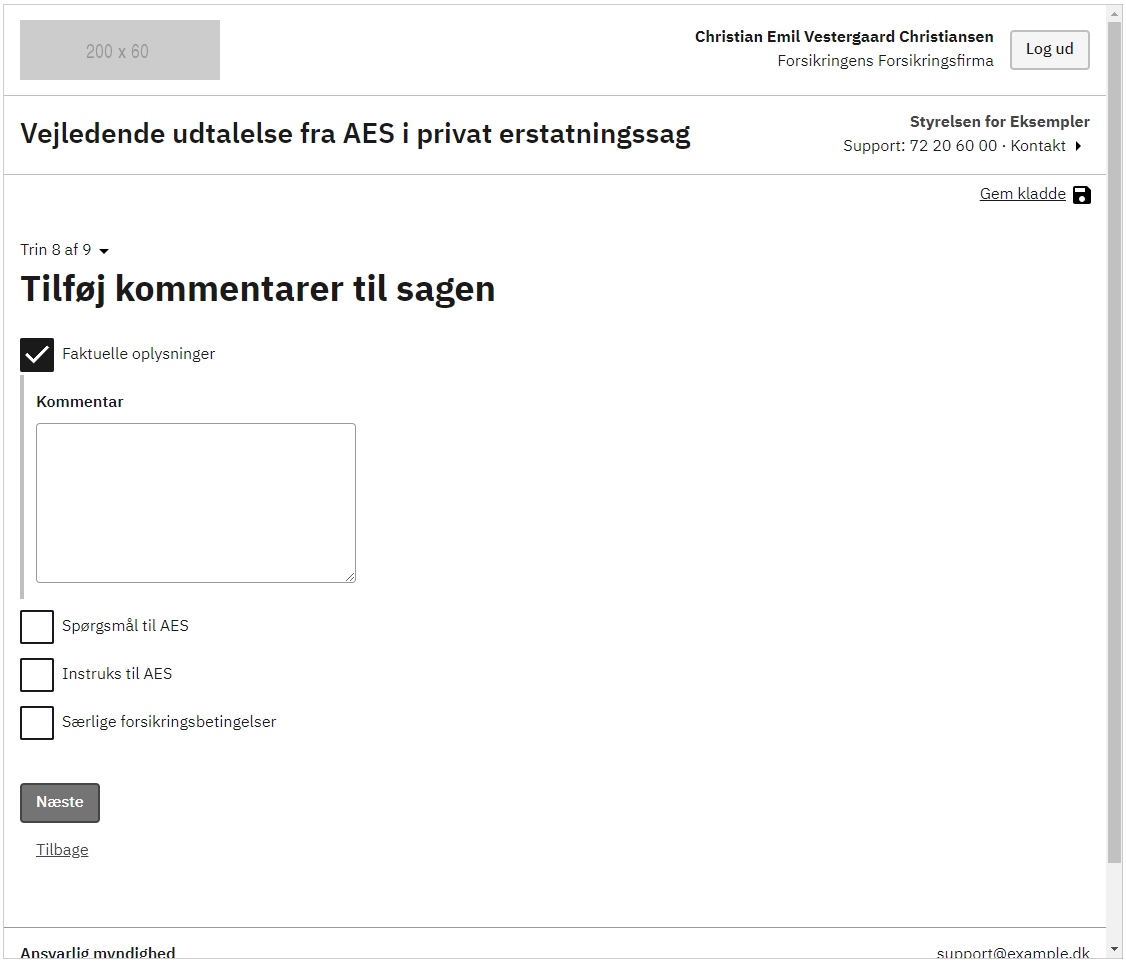 200 x 60
Christian Emil Vestergaard Christiansen
Forsikringens Forsikringsfirma
Log ud
Vejledende udtalelse fra AES i privat erstatningssag
Styrelsen for Eksempler
Support: 72 20 60 00 · Kontakt
Gem kladde
Trin 8 af 9
Tilføj kommentarer til sagen
Faktuelle oplysninger
Kommentar
Spørgsmål til AES
Instruks til AES
Særlige forsikringsbetingelser
Næste
Tilbage
Ansvarlig myndighed
support@example.dk